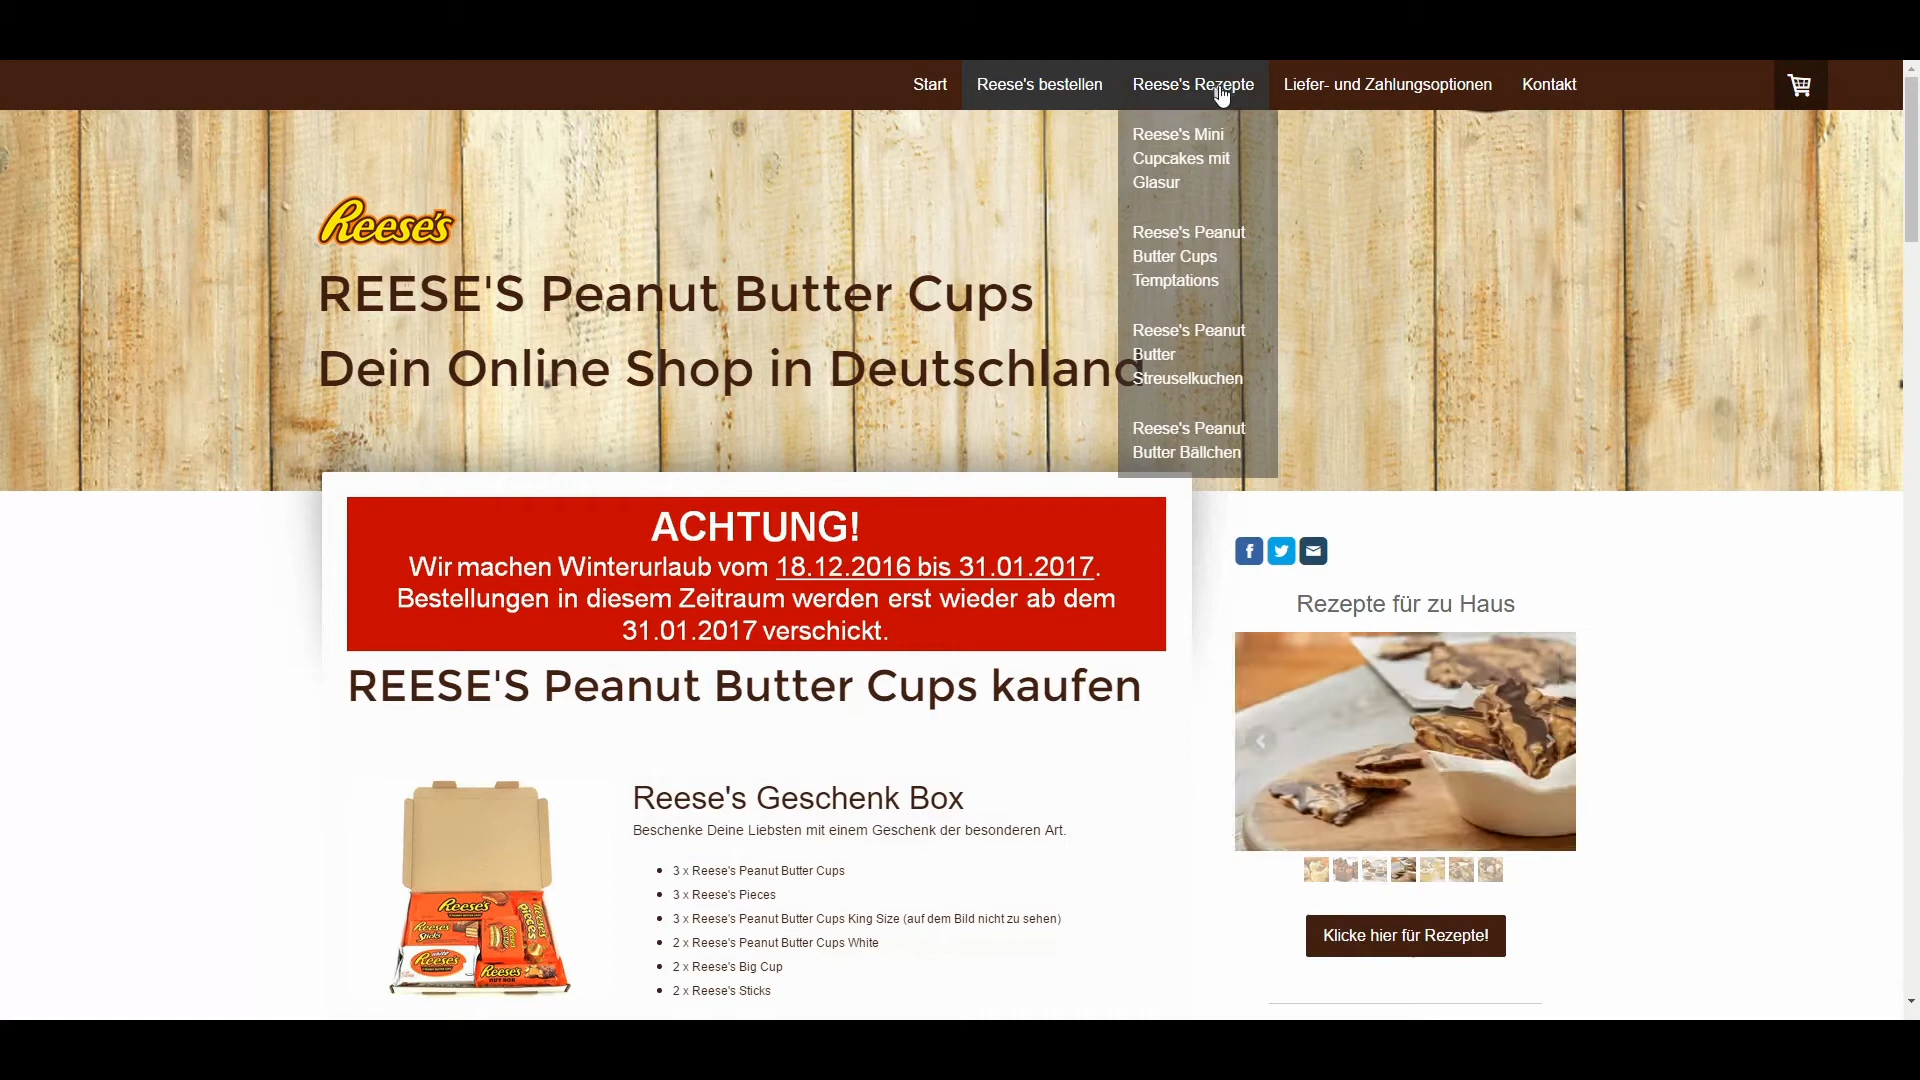 Start
Reese's bestellen
Reese's Rezepte
Liefer- und Zahlungsoptionen
Kontakt
Reese's Mini
Cupcakes mit
Glasur
Reese's Peanut
Butter Cups
Temptations
Reese's Peanut
Butter
Streuselkuchen
Reese's Peanut
Butter Bällchen
Reese's
REESE'S Peanut Butter Cups
Dein Online Shop in Deutschland
ACHTUNG!
Wir machen Winterurlaub vom 18.12.2016 bis 31.01.2017.
Bestellungen in diesem Zeitraum werden erst wieder ab dem
31.01.2017 verschickt.
REESE'S Peanut Butter Cups kaufen
Reese's Geschenk Box
Beschenke Deine Liebsten mit einem Geschenk der besonderen Art.
3 x Reese's Peanut Butter Cups
3 x Reese's Pieces
3 x Reese's Peanut Butter Cups King Size (auf dem Bild nicht zu sehen)
2 x Reese's Peanut Butter Cups White
2 x Reese's Big Cup
2 x Reese's Sticks
Reese's
Reese's
Sticks
pieces
Reese's
Reese's
Rezepte für zu Haus
Klicke hier für Rezepte!